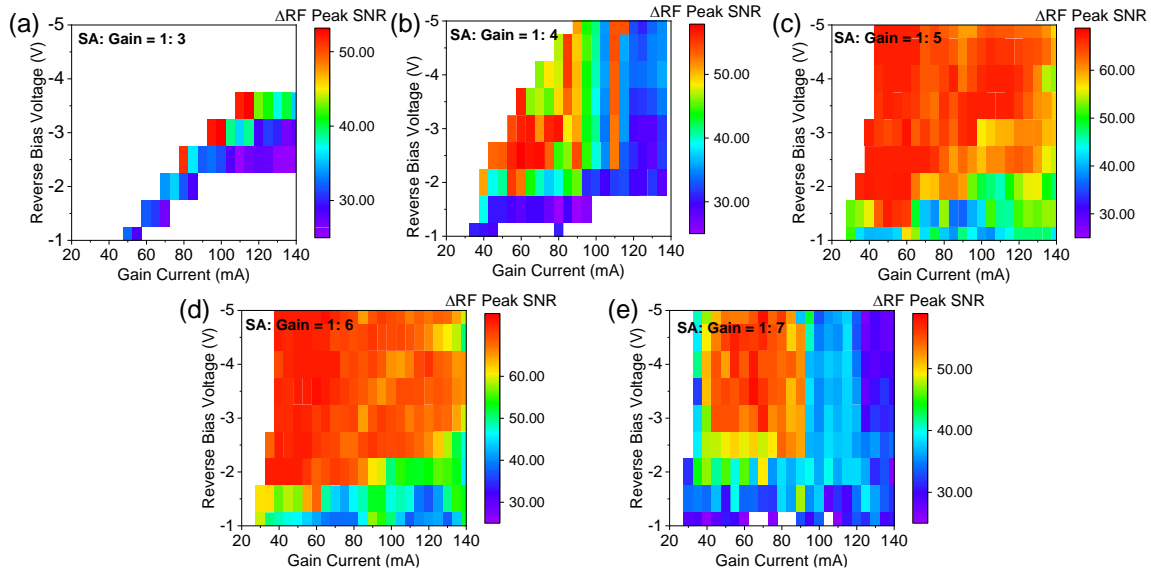 (a)
SA: Gain = 1: 3
ΔRF Peak SNR
-5
-4
-3
-2
-1
Reverse Bias Voltage (V)
20 40 60 80 100 120 140
Gain Current (mA)
50.00
40.00
30.00
(b)
SA: Gain = 1: 4
ΔRF Peak SNR
-5
-4
-3
-2
-1
Reverse Bias Voltage (V)
20 40 60 80 100 120 140
Gain Current (mA)
50.00
40.00
30.00
(c)
SA: Gain = 1: 5
ΔRF Peak SNR
-5
-4
-3
-2
-1
Reverse Bias Voltage (V)
20 40 60 80 100 120 140
Gain Current (mA)
60.00
50.00
40.00
30.00
(d)
SA: Gain = 1: 6
ΔRF Peak SNR
-5
-4
-3
-2
-1
Reverse Bias Voltage (V)
20 40 60 80 100 120 140
Gain Current (mA)
60.00
50.00
40.00
30.00
(e)
SA: Gain = 1: 7
ΔRF Peak SNR
-5
-4
-3
-2
-1
Reverse Bias Voltage (V)
20 40 60 80 100 120 140
Gain Current (mA)
50.00
40.00
30.00